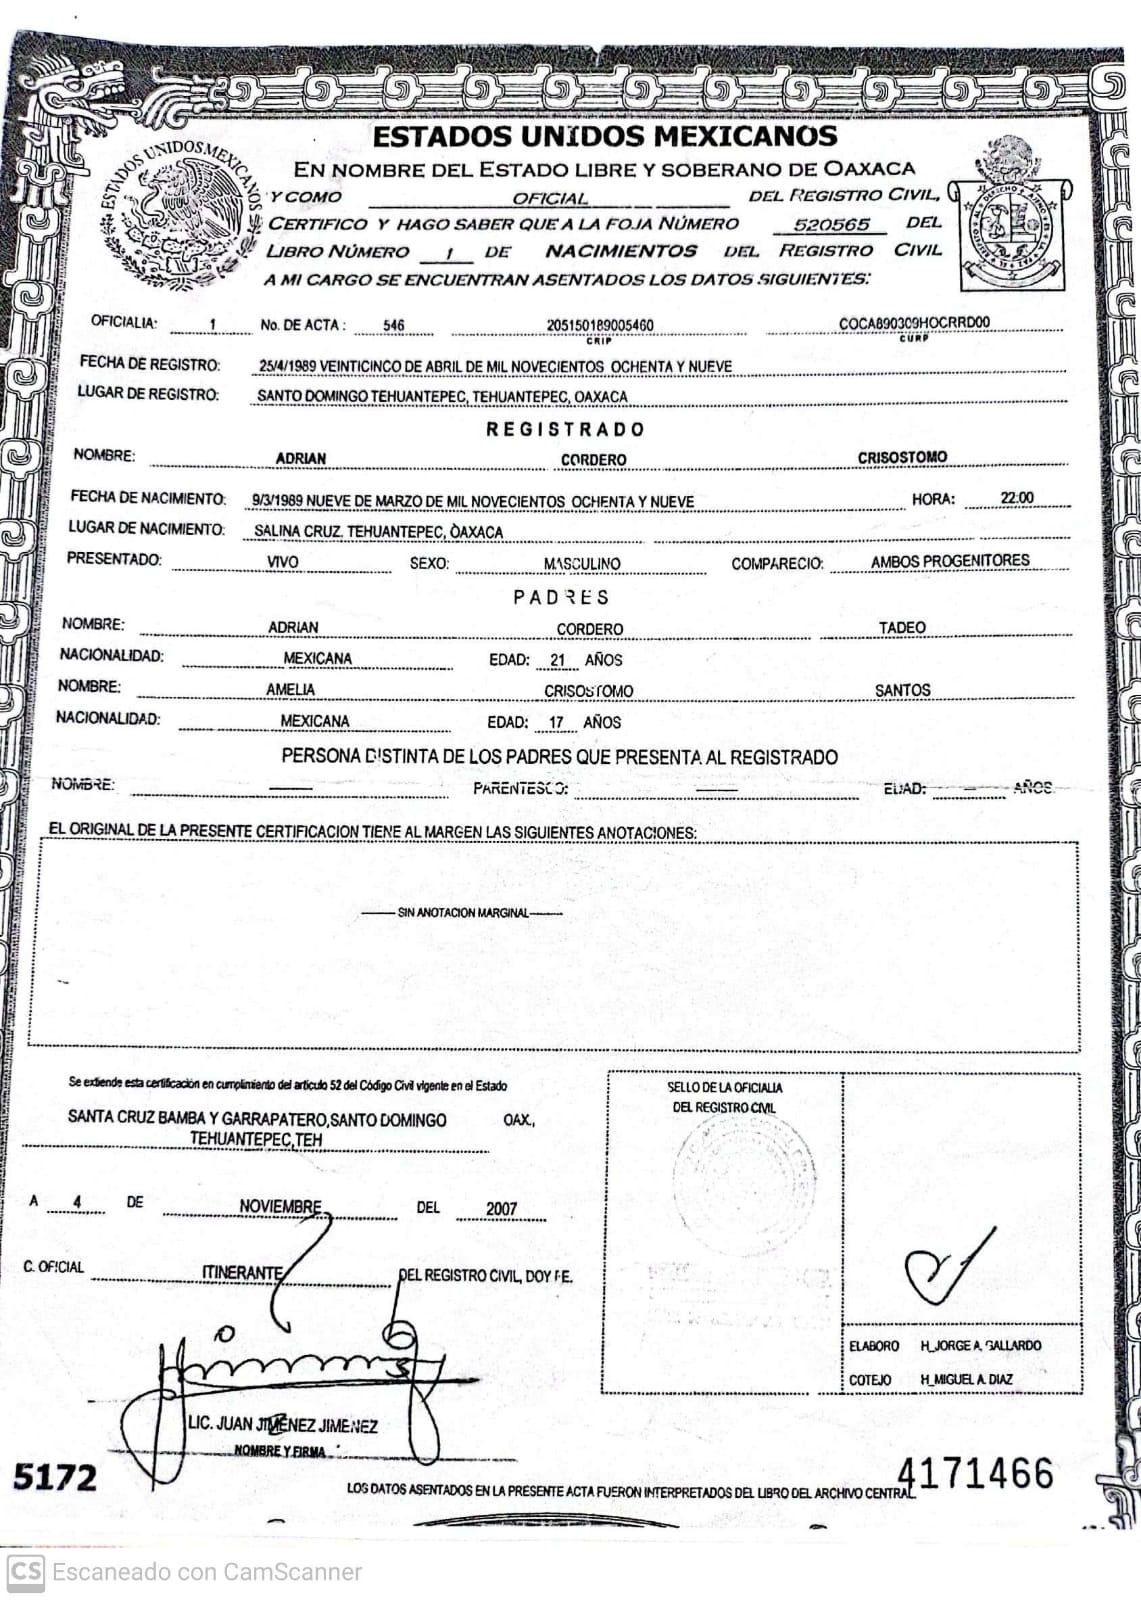 ESTADOS UNIDOS MEXICANOS
EN NOMBRE DEL ESTADO LIBRE Y SOBERANO DE OAXACA
Y COMO OFICIAL DEL REGISTRO CIVIL,
CERTIFICO Y HAGO SABER QUE A LA FOJA NÚMERO 520565 DEL
LIBRO NÚMERO 1 DE NACIMIENTOS DEL REGISTRO CIVIL
A MI CARGO SE ENCUENTRAN ASENTADOS LOS DATOS SIGUIENTES:
ESTADOS UNIDOS MEXICANOS
OFICIALIA: 1 No. DE ACTA: 546 205150189005460 COCA890309HOCRRD00
CRIP CURP
FECHA DE REGISTRO: 25/4/1989 VEINTICINCO DE ABRIL DE MIL NOVECIENTOS OCHENTA Y NUEVE
LUGAR DE REGISTRO: SANTO DOMINGO TEHUANTEPEC, TEHUANTEPEC, OAXACA
REGISTRADO
NOMBRE: ADRIAN CORDERO CRISOSTOMO
FECHA DE NACIMIENTO: 9/3/1989 NUEVE DE MARZO DE MIL NOVECIENTOS OCHENTA Y NUEVE HORA: 22:00
LUGAR DE NACIMIENTO: SALINA CRUZ. TEHUANTEPEC, OAXACA
PRESENTADO: VIVO SEXO: MASCULINO COMPARECIO: AMBOS PROGENITORES
PADRES
NOMBRE: ADRIAN CORDERO TADEO
NACIONALIDAD: MEXICANA EDAD: 21 AÑOS
NOMBRE: AMELIA CRISOSTOMO SANTOS
NACIONALIDAD: MEXICANA EDAD: 17 AÑOS
PERSONA DISTINTA DE LOS PADRES QUE PRESENTA AL REGISTRADO
NOMBRE: —— PARENTESCO: —— EDAD: — AÑOS
EL ORIGINAL DE LA PRESENTE CERTIFICACION TIENE AL MARGEN LAS SIGUIENTES ANOTACIONES:
——SIN ANOTACION MARGINAL——
Se extiende esta certificación en cumplimiento del artículo 52 del Código Civil vigente en el Estado
SANTA CRUZ BAMBA Y GARRAPATERO,SANTO DOMINGO OAX.,
TEHUANTEPEC,TEH
A 4 DE NOVIEMBRE DEL 2007
C. OFICIAL ITINERANTE DEL REGISTRO CIVIL, DOY FE.
LIC. JUAN JIMENEZ JIMENEZ
NOMBRE Y FIRMA
SELLO DE LA OFICIALIA
DEL REGISTRO CIVIL
ELABORO H_JORGE A. GALLARDO
COTEJO H_MIGUEL A. DIAZ
5172
4171466
LOS DATOS ASENTADOS EN LA PRESENTE ACTA FUERON INTERPRETADOS DEL LIBRO DEL ARCHIVO CENTRAL.
CS Escaneado con CamScanner